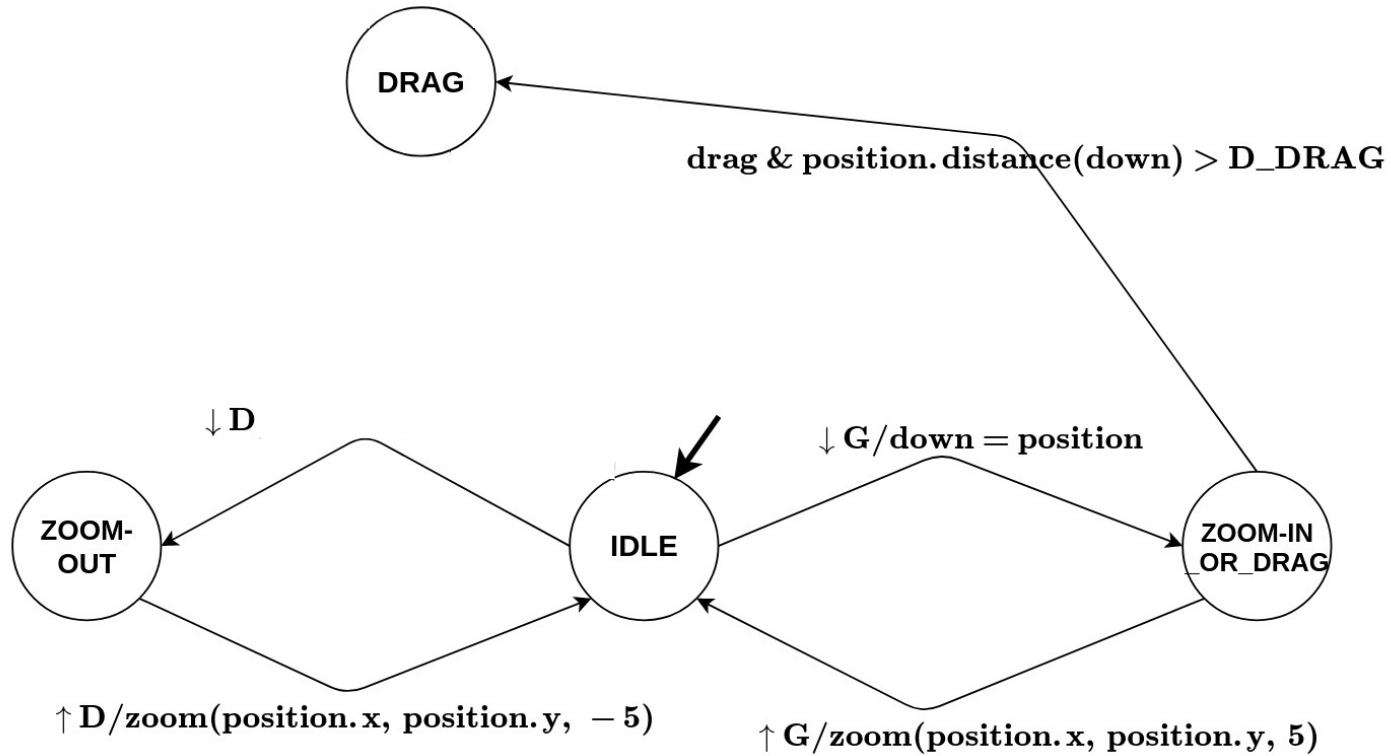 DRAG
drag & position.distance(down) > D_DRAG
↓ D
↓ G/down = position
ZOOM-
OUT
IDLE
ZOOM-IN
_OR_DRAG
↑ D/zoom(position.x, position.y, −5)
↑ G/zoom(position.x, position.y, 5)